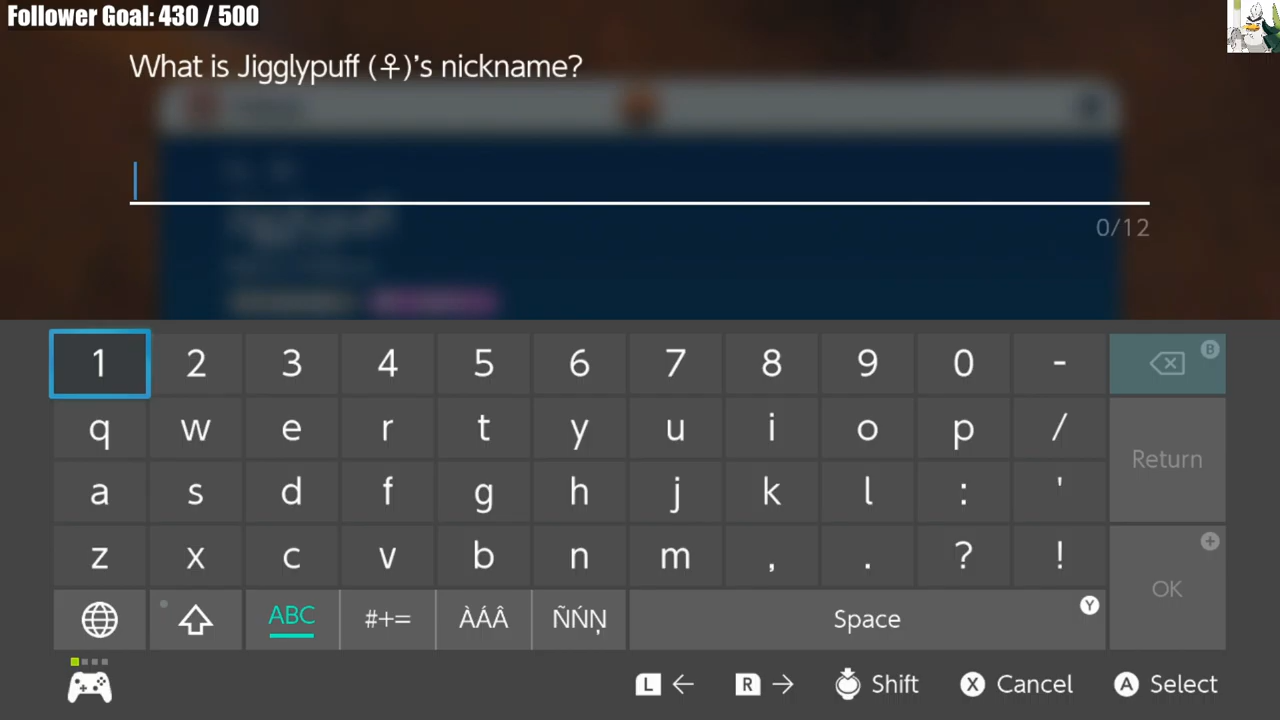 Follower Goal: 430 / 500
What is Jigglypuff (♀)'s nickname?
0/12
1 2 3 4 5 6 7 8 9 0 -
q w e r t y u i o p /
Return
a s d f g h j k l : '
z x c v b n m , . ? !
OK
ABC #+= ÀÁÂ ÑŃŅ Space
L ← R → Shift X Cancel A Select